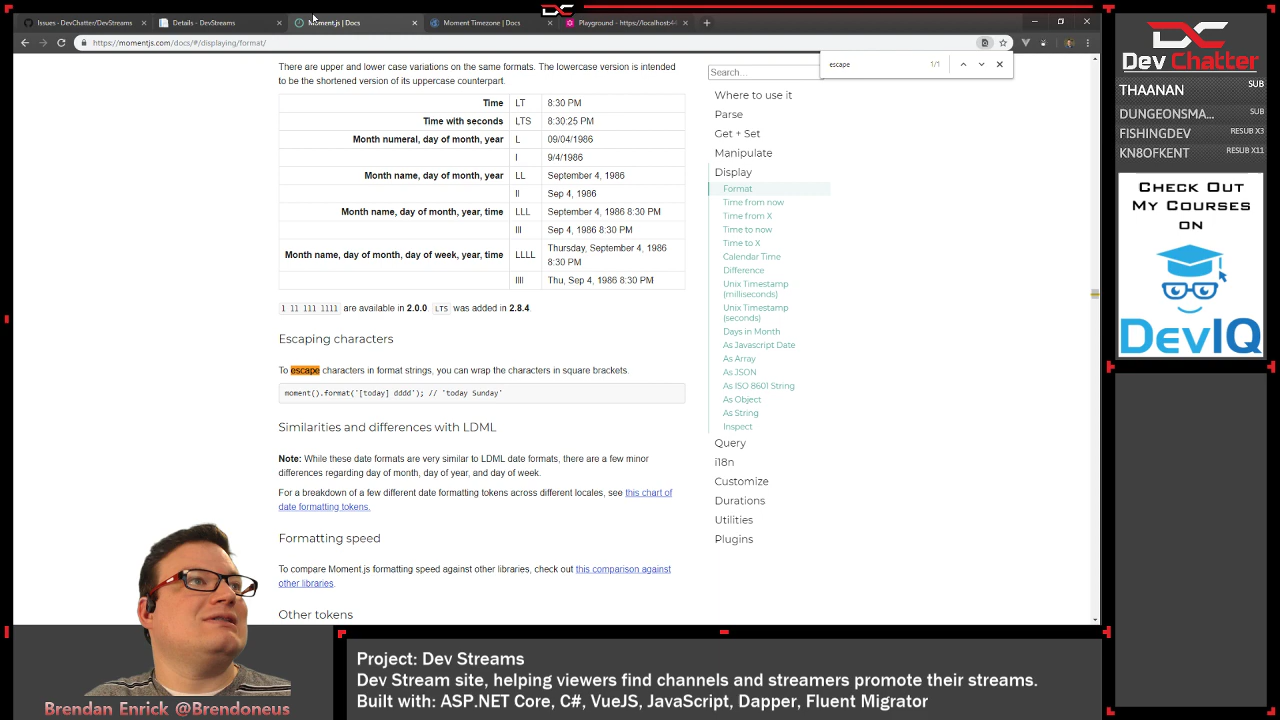 Issues · DevChatter/DevStreams
Details - DevStreams
Moment.js | Docs
Moment Timezone | Docs
Playground - https://localhost:44
https://momentjs.com/docs/#/displaying/format/
escape
1/1
There are upper and lower case variations on the same formats. The lowercase version is intended
to be the shortened version of its uppercase counterpart.
Time LT 8:30 PM
Time with seconds LTS 8:30:25 PM
Month numeral, day of month, year L 09/04/1986
l 9/4/1986
Month name, day of month, year LL September 4, 1986
ll Sep 4, 1986
Month name, day of month, year, time LLL September 4, 1986 8:30 PM
lll Sep 4, 1986 8:30 PM
Month name, day of month, day of week, year, time LLLL Thursday, September 4, 1986
8:30 PM
llll Thu, Sep 4, 1986 8:30 PM
l ll lll llll are available in 2.0.0. LTS was added in 2.8.4.
Escaping characters
To escape characters in format strings, you can wrap the characters in square brackets.
moment().format('[today] dddd'); // 'today Sunday'
Similarities and differences with LDML
Note: While these date formats are very similar to LDML date formats, there are a few minor
differences regarding day of month, day of year, and day of week.
For a breakdown of a few different date formatting tokens across different locales, see this chart of
date formatting tokens.
Formatting speed
To compare Moment.js formatting speed against other libraries, check out this comparison against
other libraries.
Other tokens
Search...
Where to use it
Parse
Get + Set
Manipulate
Display
Format
Time from now
Time from X
Time to now
Time to X
Calendar Time
Difference
Unix Timestamp
(milliseconds)
Unix Timestamp
(seconds)
Days in Month
As Javascript Date
As Array
As JSON
As ISO 8601 String
As Object
As String
Inspect
Query
i18n
Customize
Durations
Utilities
Plugins
DC
Dev Chatter
THAANAN SUB
DUNGEONSMA... SUB
FISHINGDEV RESUB X3
KN8OFKENT RESUB X11
CHECK OUT
MY COURSES
ON
DevIQ
Project: Dev Streams
Dev Stream site, helping viewers find channels and streamers promote their streams.
Built with: ASP.NET Core, C#, VueJS, JavaScript, Dapper, Fluent Migrator
Brendan Enrick @Brendoneus